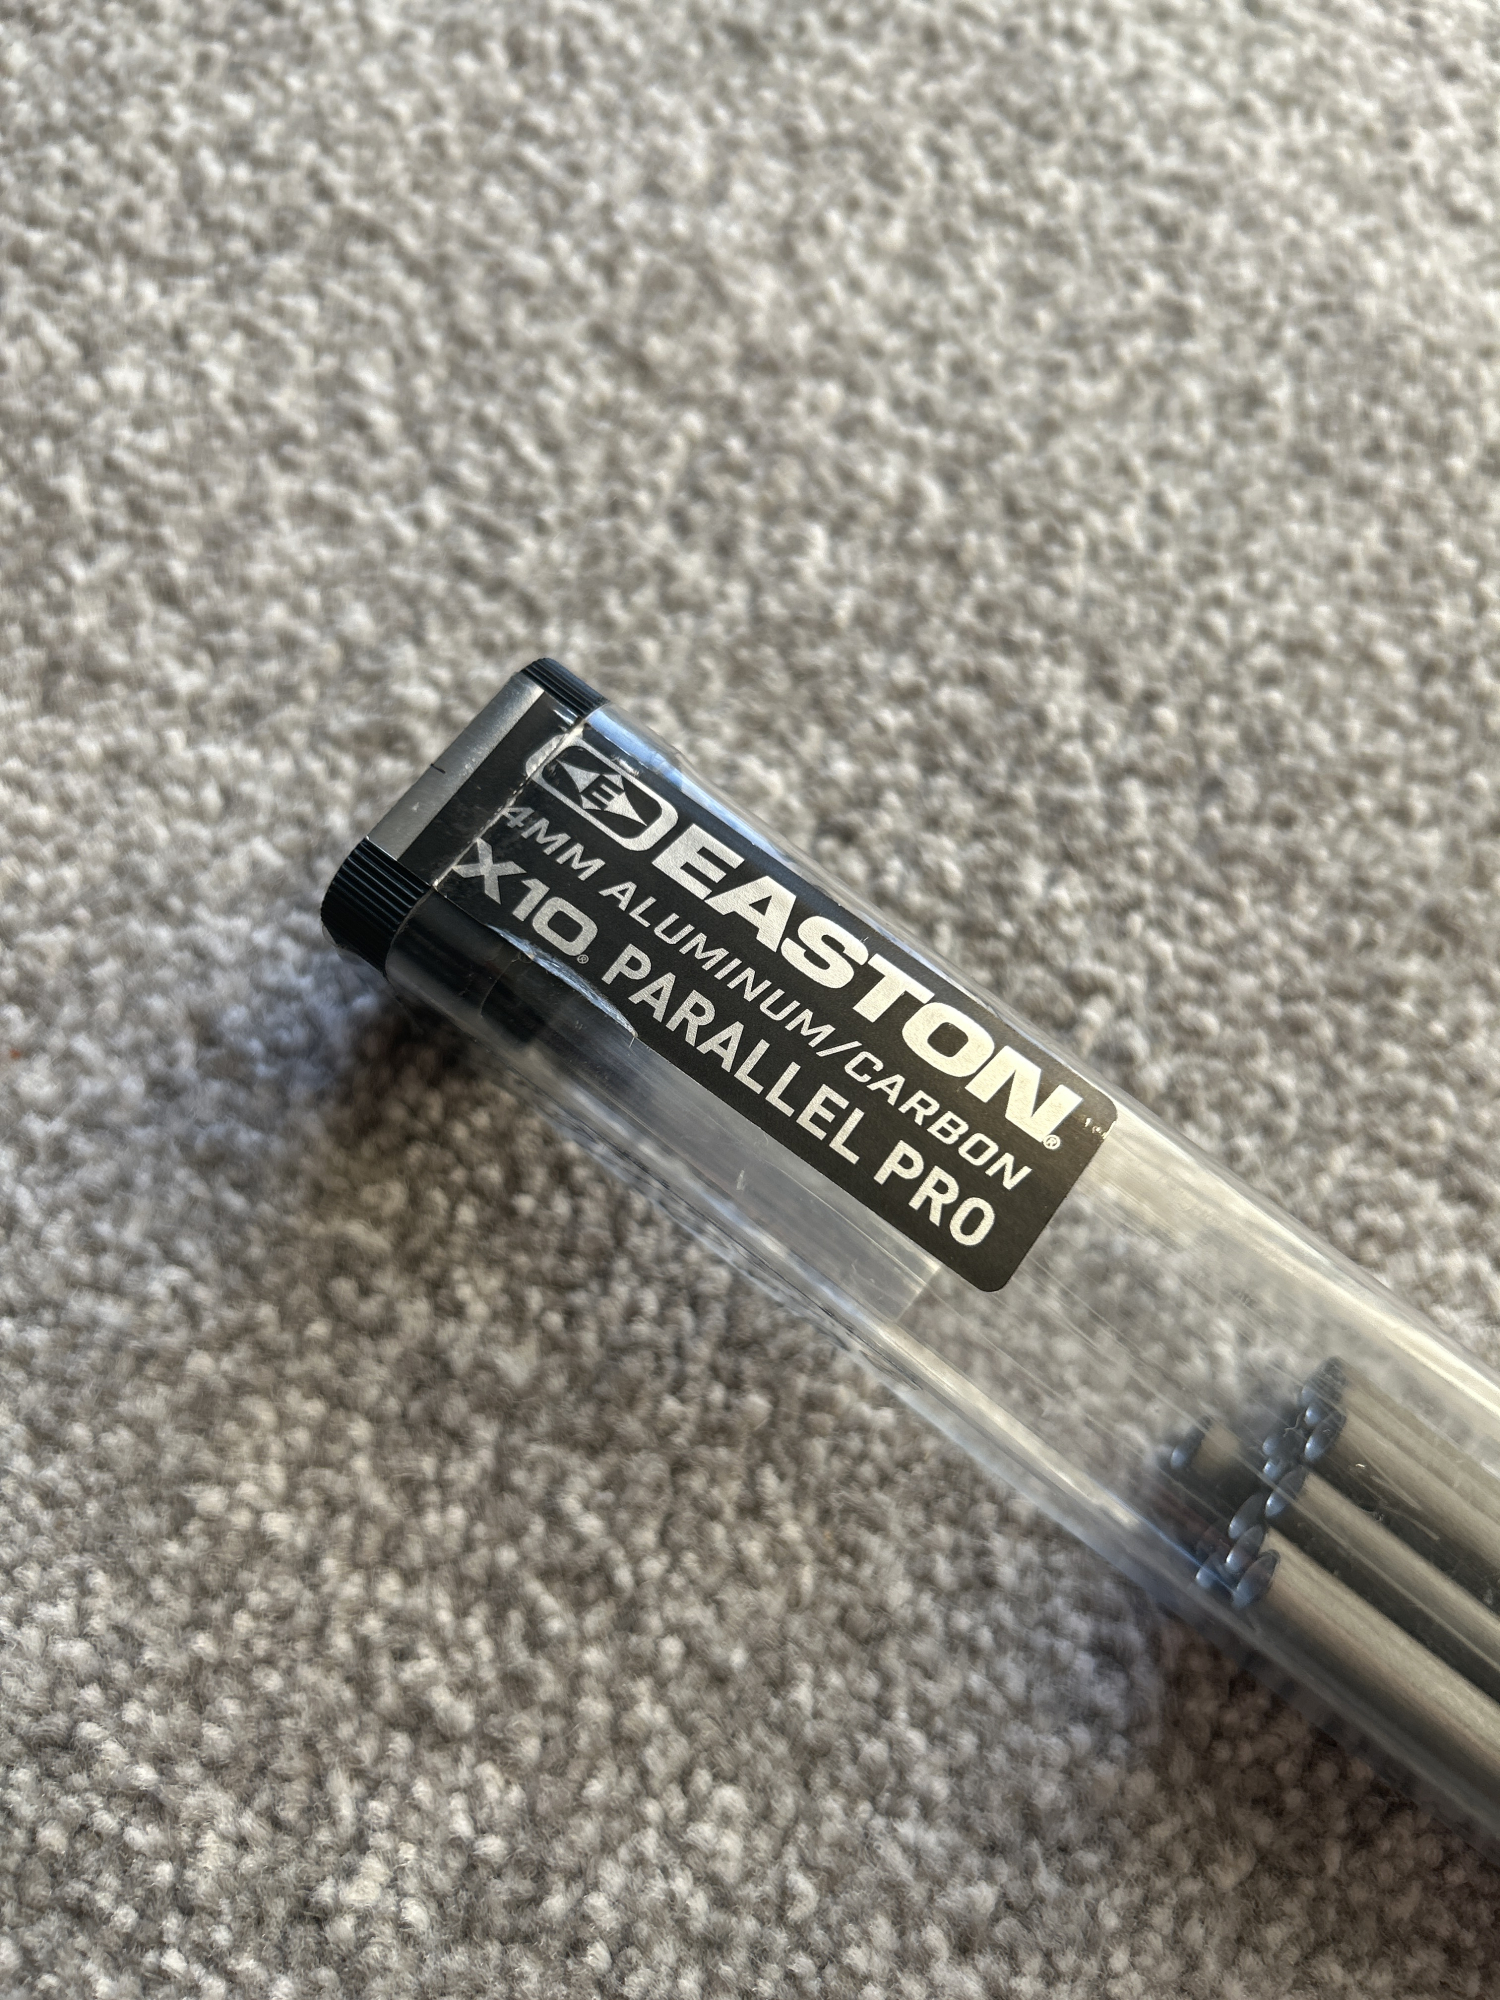 E EASTON®
4MM ALUMINUM/CARBON
X10® PARALLEL PRO